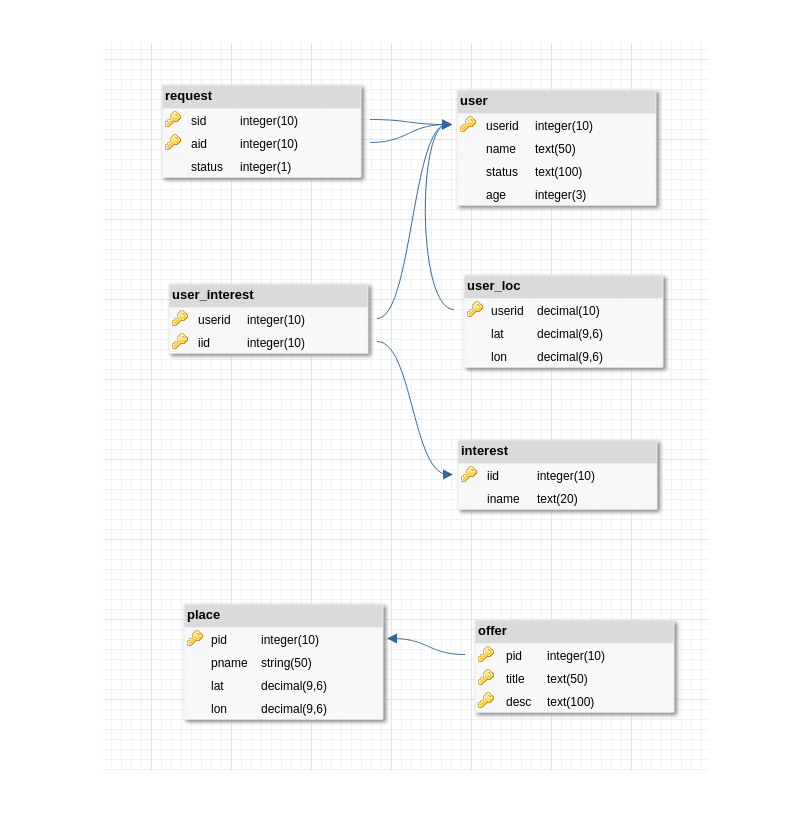 request
sid integer(10)
aid integer(10)
status integer(1)
user
userid integer(10)
name text(50)
status text(100)
age integer(3)
user_interest
userid integer(10)
iid integer(10)
user_loc
userid decimal(10)
lat decimal(9,6)
lon decimal(9,6)
interest
iid integer(10)
iname text(20)
place
pid integer(10)
pname string(50)
lat decimal(9,6)
lon decimal(9,6)
offer
pid integer(10)
title text(50)
desc text(100)